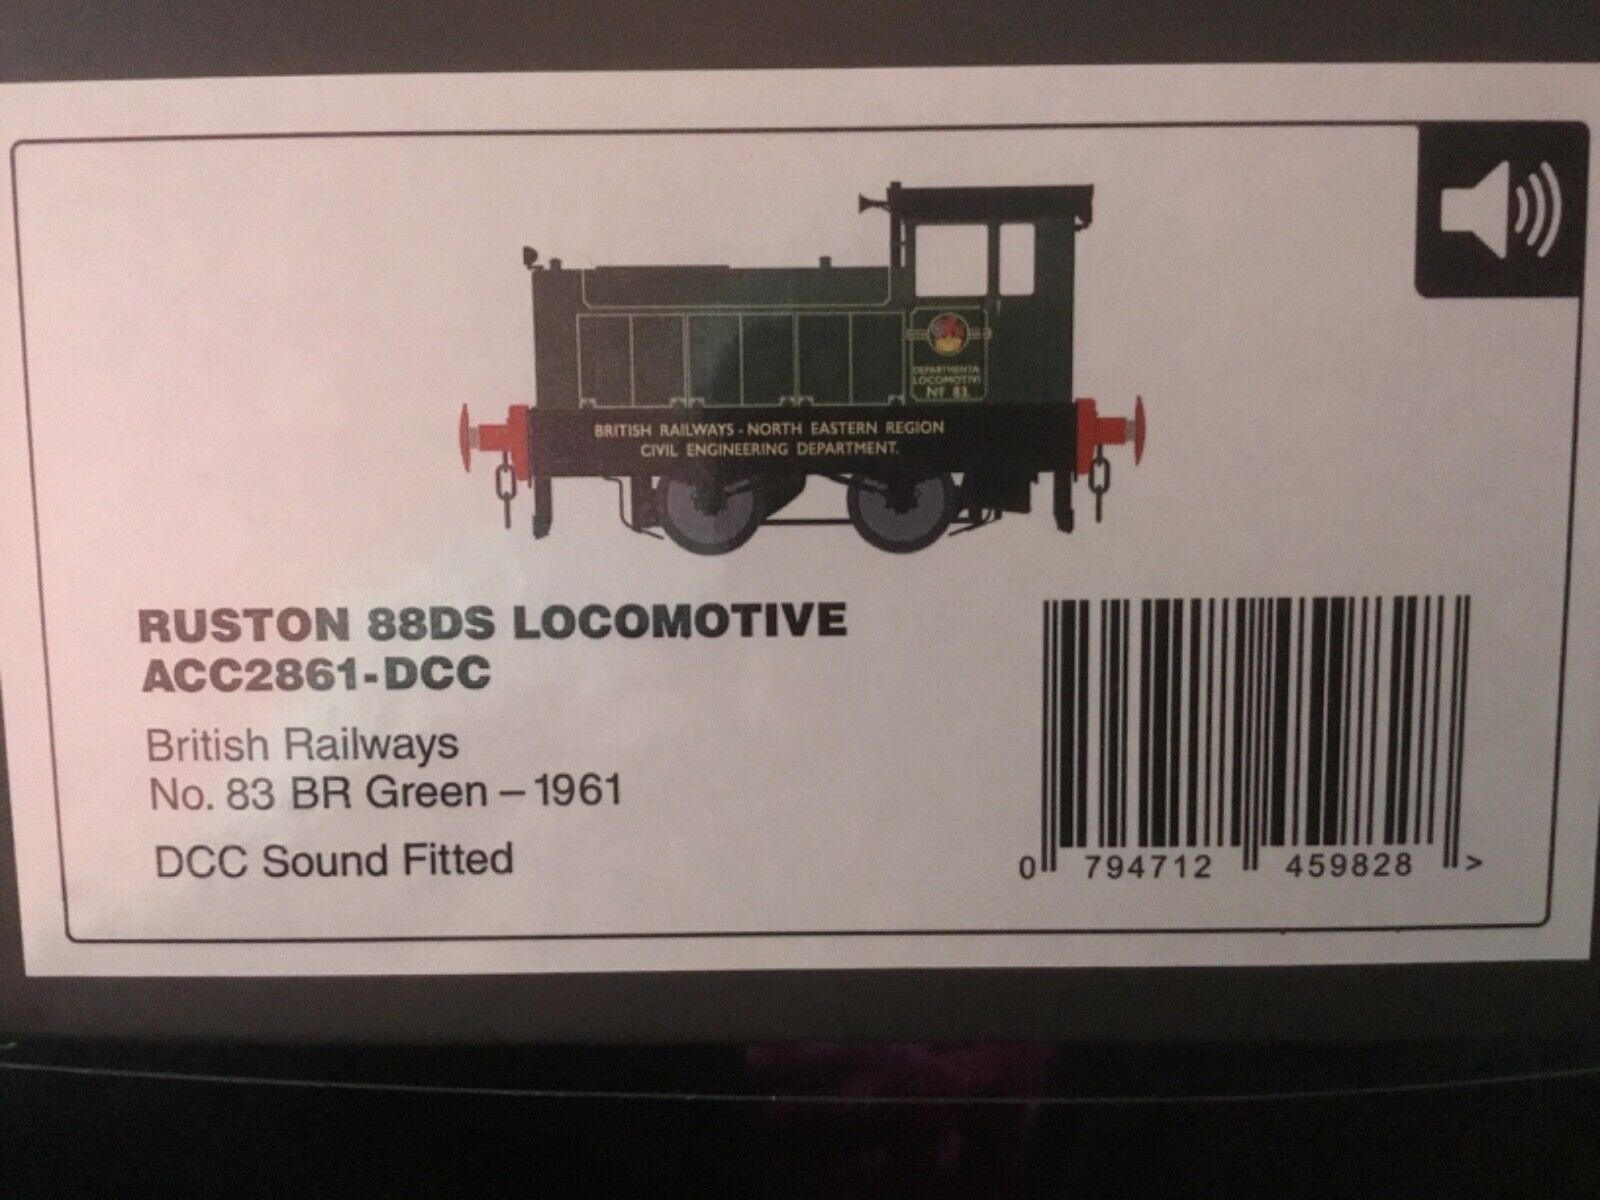 DEPARTMENTAL
LOCOMOTIVE
Nº 83.
BRITISH RAILWAYS - NORTH EASTERN REGION
CIVIL ENGINEERING DEPARTMENT.
RUSTON 88DS LOCOMOTIVE
ACC2861-DCC
British Railways
No. 83 BR Green – 1961
DCC Sound Fitted
0 794712 459828 >